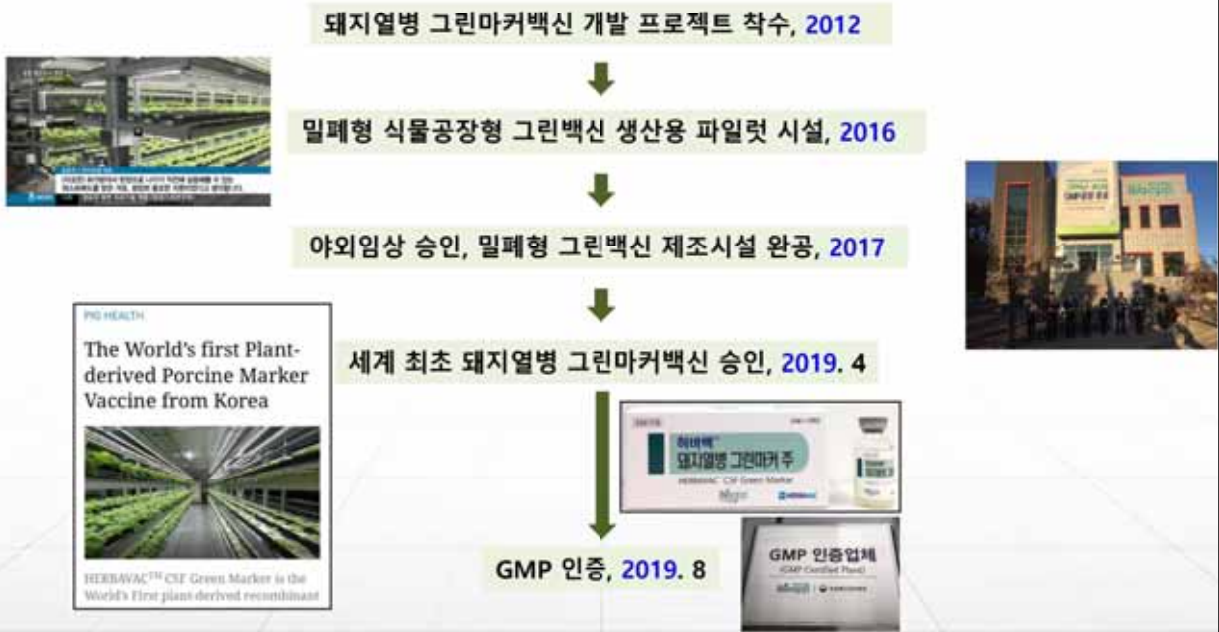 돼지열병 그린마커백신 개발 프로젝트 착수, 2012
밀폐형 식물공장형 그린백신 생산용 파일럿 시설, 2016
야외임상 승인, 밀폐형 그린백신 제조시설 완공, 2017
PIG HEALTH
The World's first Plant-
derived Porcine Marker
Vaccine from Korea
HERBAVAC™ CSF Green Marker is the
World's First plant-derived recombinant
세계 최초 돼지열병 그린마커백신 승인, 2019. 4
허바백™
돼지열병 그린마커 주
HERBAVAC CSF Green Marker
GMP 인증, 2019. 8
GMP 인증업체
(GMP Certified Plant)